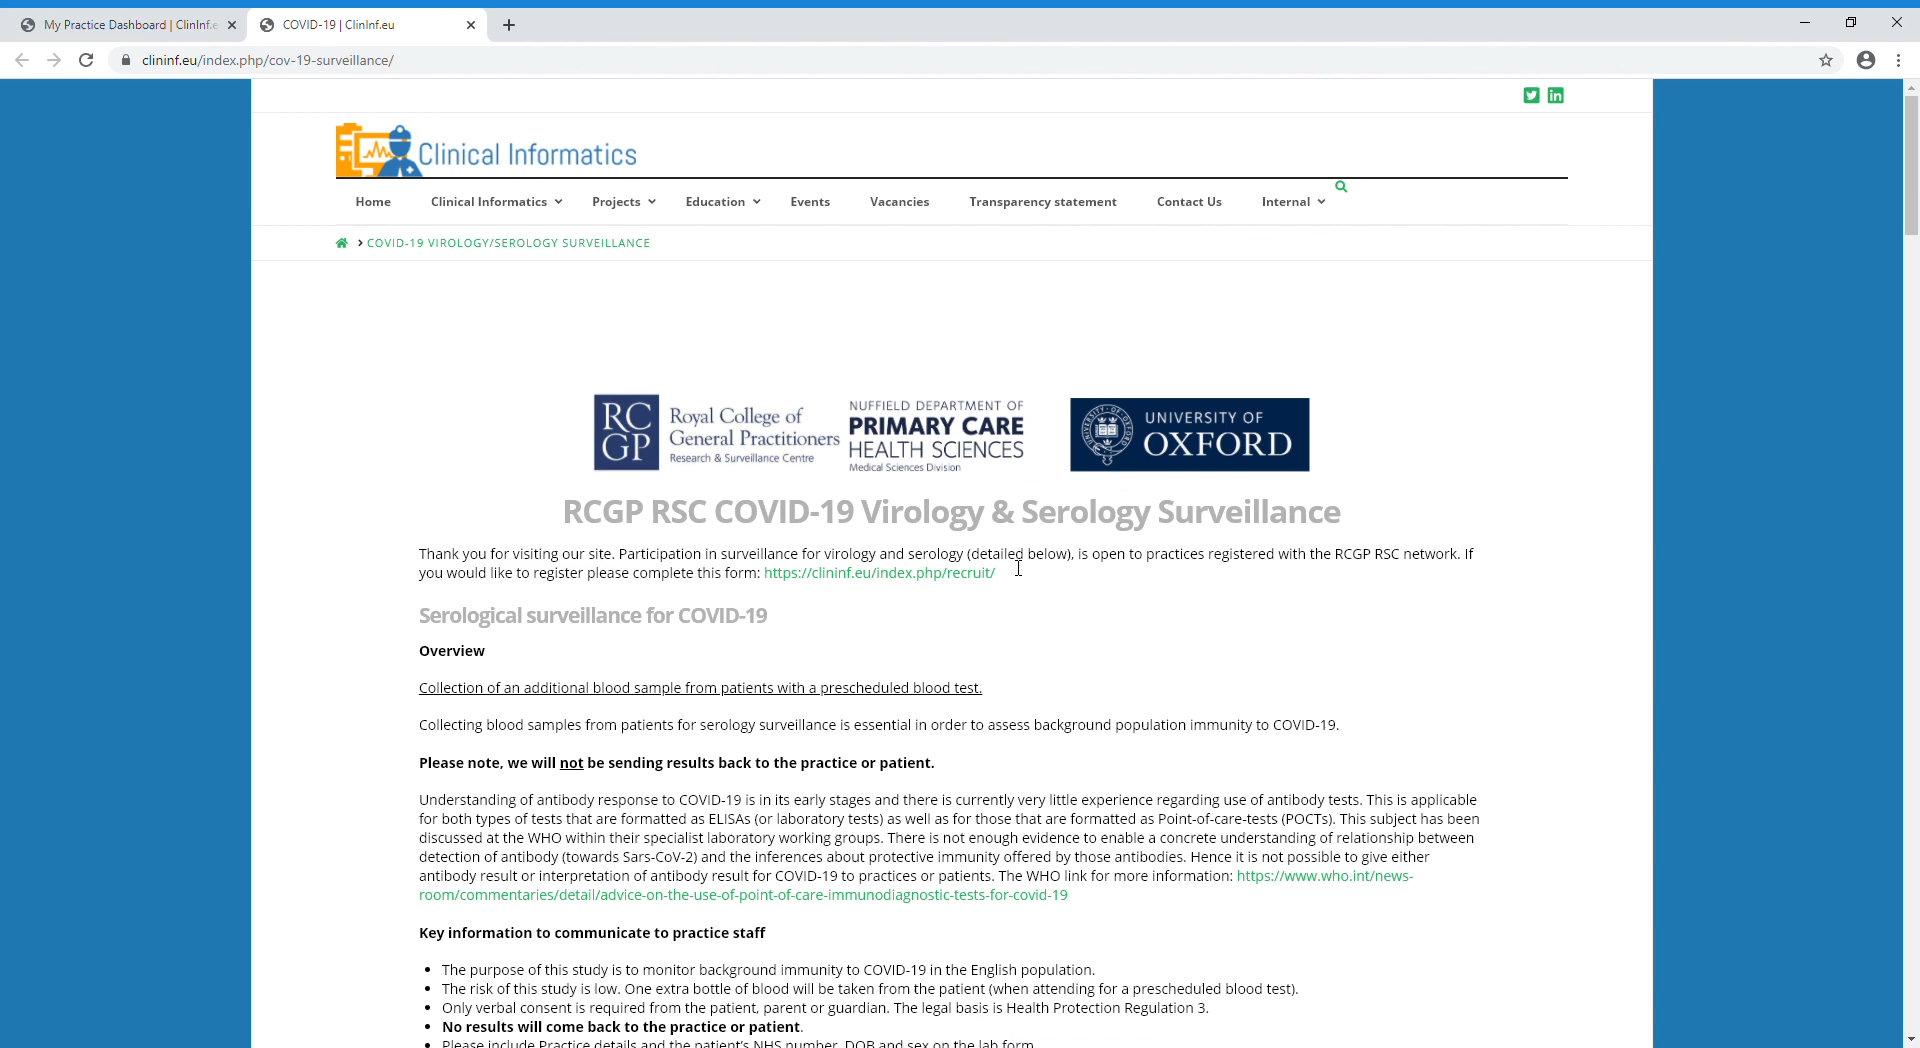 My Practice Dashboard | ClinInf.e
COVID-19 | ClinInf.eu
clininf.eu/index.php/cov-19-surveillance/
Clinical Informatics
Home Clinical Informatics Projects Education Events Vacancies Transparency statement Contact Us Internal
COVID-19 VIROLOGY/SEROLOGY SURVEILLANCE
RC
GP
Royal College of
General Practitioners
Research & Surveillance Centre
NUFFIELD DEPARTMENT OF
PRIMARY CARE
HEALTH SCIENCES
Medical Sciences Division
UNIVERSITY OF
OXFORD
RCGP RSC COVID-19 Virology & Serology Surveillance
Thank you for visiting our site. Participation in surveillance for virology and serology (detailed below), is open to practices registered with the RCGP RSC network. If
you would like to register please complete this form: https://clininf.eu/index.php/recruit/
Serological surveillance for COVID-19
Overview
Collection of an additional blood sample from patients with a prescheduled blood test.
Collecting blood samples from patients for serology surveillance is essential in order to assess background population immunity to COVID-19.
Please note, we will not be sending results back to the practice or patient.
Understanding of antibody response to COVID-19 is in its early stages and there is currently very little experience regarding use of antibody tests. This is applicable
for both types of tests that are formatted as ELISAs (or laboratory tests) as well as for those that are formatted as Point-of-care-tests (POCTs). This subject has been
discussed at the WHO within their specialist laboratory working groups. There is not enough evidence to enable a concrete understanding of relationship between
detection of antibody (towards Sars-CoV-2) and the inferences about protective immunity offered by those antibodies. Hence it is not possible to give either
antibody result or interpretation of antibody result for COVID-19 to practices or patients. The WHO link for more information: https://www.who.int/news-
room/commentaries/detail/advice-on-the-use-of-point-of-care-immunodiagnostic-tests-for-covid-19
Key information to communicate to practice staff
• The purpose of this study is to monitor background immunity to COVID-19 in the English population.
• The risk of this study is low. One extra bottle of blood will be taken from the patient (when attending for a prescheduled blood test).
• Only verbal consent is required from the patient, parent or guardian. The legal basis is Health Protection Regulation 3.
• No results will come back to the practice or patient.
• Please include Practice details and the patient's NHS number, DOB and sex on the lab form